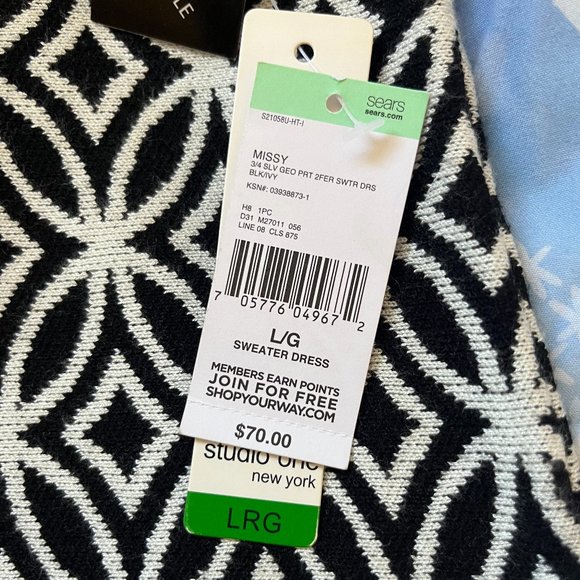 LE
sears
sears.com
S21058U-HT-I
MISSY
3/4 SLV GEO PRT 2FER SWTR DRS
BLK/IVY
KSN#: 03938873-1
H8 1PC
D31 M27011 056
LINE 08 CLS 875
7 05776 04967 2
L/G
SWEATER DRESS
MEMBERS EARN POINTS
JOIN FOR FREE
SHOPYOURWAY.COM
$70.00
studio one
new york
LRG